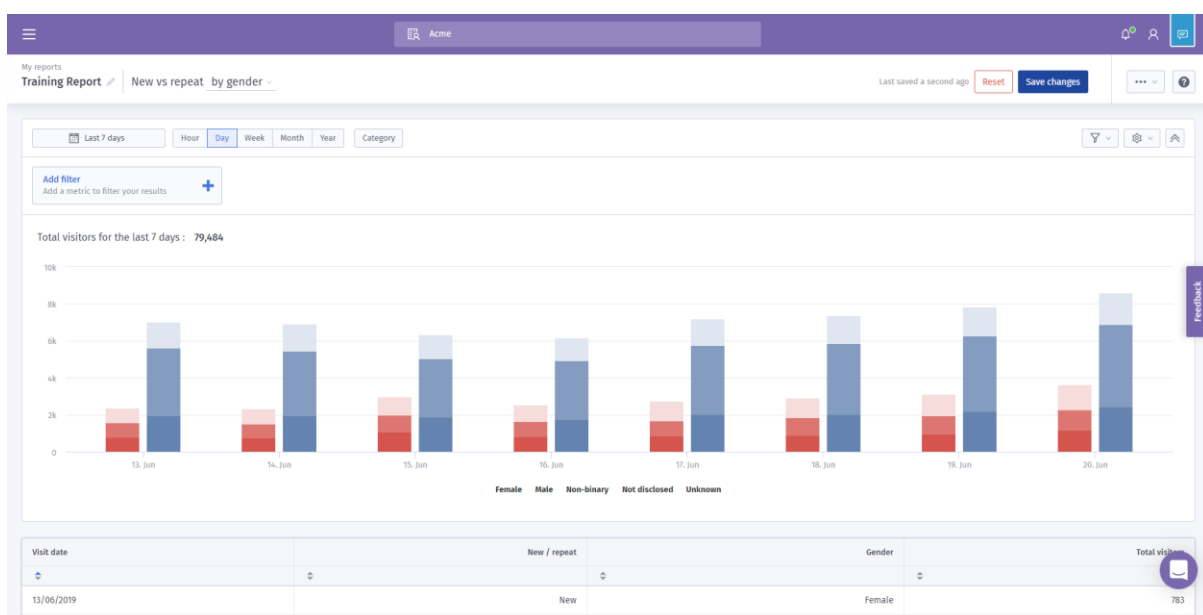 Acme
My reports
Training Report
New vs repeat by gender
Last saved a second ago
Reset
Save changes
Last 7 days
Hour Day Week Month Year
Category
Add filter
Add a metric to filter your results
Total visitors for the last 7 days : 79,484
10k
8k
6k
4k
2k
0
13. Jun 14. Jun 15. Jun 16. Jun 17. Jun 18. Jun 19. Jun 20. Jun
Female Male Non-binary Not disclosed Unknown
Feedback
Visit date New / repeat Gender Total visitors
13/06/2019 New Female 783